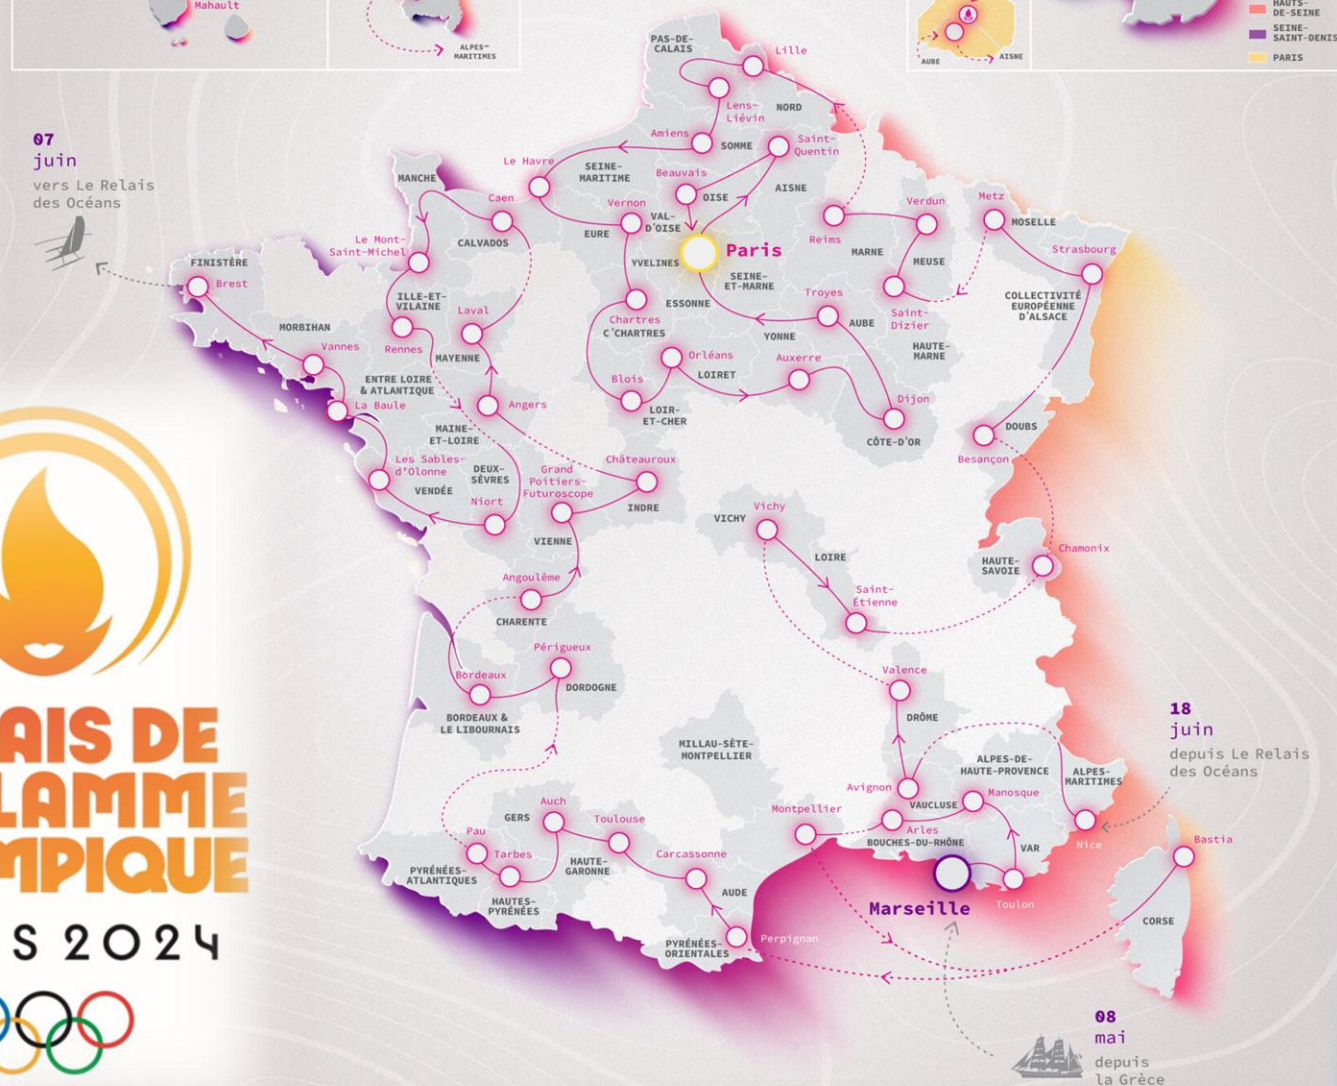 Mahault
ALPES-
MARITIMES
AUBE
AISNE
HAUTS-
DE-SEINE
SEINE-
SAINT-DENIS
PARIS
PAS-DE-
CALAIS
Lille
Lens-
Liévin
NORD
07
juin
vers Le Relais
des Océans
Amiens
SOMME
Saint-
Quentin
Le Havre
SEINE-
MARITIME
Beauvais
OISE
AISNE
MANCHE
Caen
Vernon
VAL-
D'OISE
Verdun
Metz
MOSELLE
Le Mont-
Saint-Michel
CALVADOS
EURE
Paris
Reims
MARNE
MEUSE
Strasbourg
FINISTÈRE
Brest
YVELINES
SEINE-
ET-MARNE
COLLECTIVITÉ
EUROPÉENNE
D'ALSACE
ILLE-ET-
VILAINE
Laval
ESSONNE
Troyes
AUBE
Saint-
Dizier
MORBIHAN
Vannes
Rennes
MAYENNE
Chartres
C'CHARTRES
YONNE
HAUTE-
MARNE
Orléans
LOIRET
Auxerre
ENTRE LOIRE
& ATLANTIQUE
Blois
Dijon
La Baule
Angers
LOIR-
ET-CHER
CÔTE-D'OR
DOUBS
Besançon
MAINE-
ET-LOIRE
Les Sables-
d'Olonne
VENDÉE
DEUX-
SÈVRES
Niort
Grand
Poitiers-
Futuroscope
Châteauroux
INDRE
VIENNE
VICHY
Vichy
LOIRE
HAUTE-
SAVOIE
Chamonix
Angoulême
CHARENTE
Saint-
Étienne
Périgueux
DORDOGNE
Bordeaux
BORDEAUX &
LE LIBOURNAIS
Valence
DRÔME
MILLAU-SÈTE-
MONTPELLIER
AIS DE
LAMME
MPIQUE
S 2024
18
juin
depuis Le Relais
des Océans
ALPES-DE-
HAUTE-PROVENCE
ALPES-
MARITIMES
Avignon
VAUCLUSE
Manosque
Montpellier
Arles
BOUCHES-DU-RHÔNE
VAR
Nice
Bastia
Auch
GERS
Toulouse
Pau
Tarbes
PYRÉNÉES-
ATLANTIQUES
HAUTE-
GARONNE
Carcassonne
AUDE
HAUTES-
PYRÉNÉES
Marseille
Toulon
CORSE
PYRÉNÉES-
ORIENTALES
Perpignan
08
mai
depuis
la Grèce